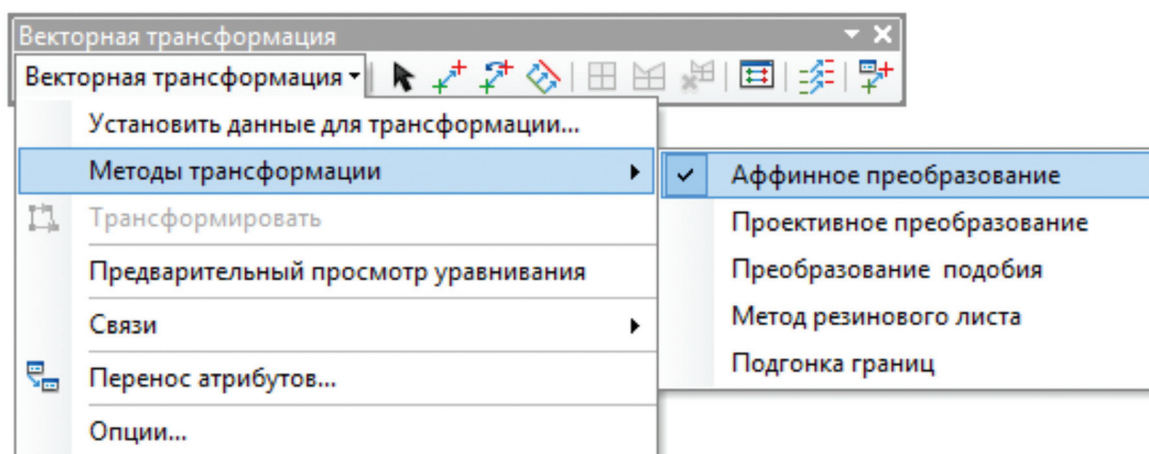 Векторная трансформация
Векторная трансформация
Установить данные для трансформации...
Методы трансформации
Аффинное преобразование
Трансформировать
Проективное преобразование
Предварительный просмотр уравнивания
Преобразование подобия
Связи
Метод резинового листа
Перенос атрибутов...
Подгонка границ
Опции...